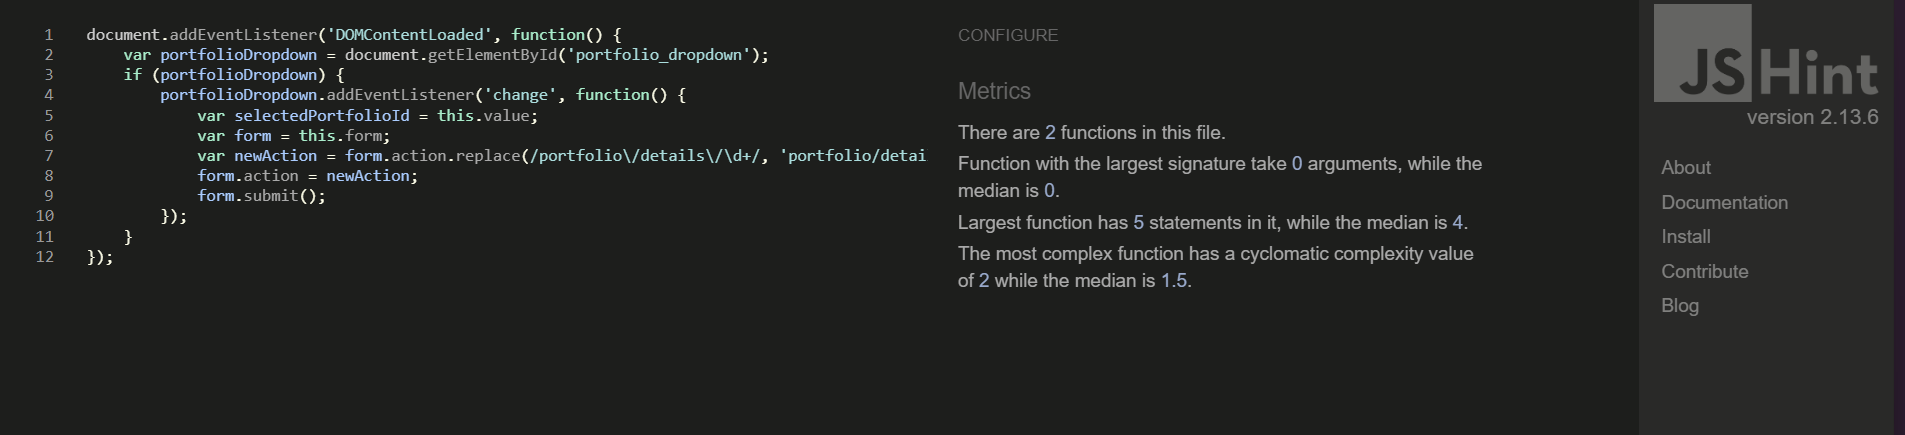 1 document.addEventListener('DOMContentLoaded', function() {
2 var portfolioDropdown = document.getElementById('portfolio_dropdown');
3 if (portfolioDropdown) {
4 portfolioDropdown.addEventListener('change', function() {
5 var selectedPortfolioId = this.value;
6 var form = this.form;
7 var newAction = form.action.replace(/portfolio\/details\/\d+/, 'portfolio/detai
8 form.action = newAction;
9 form.submit();
10 });
11 }
12 });
CONFIGURE
Metrics
There are 2 functions in this file.
Function with the largest signature take 0 arguments, while the
median is 0.
Largest function has 5 statements in it, while the median is 4.
The most complex function has a cyclomatic complexity value
of 2 while the median is 1.5.
JSHint
version 2.13.6
About
Documentation
Install
Contribute
Blog